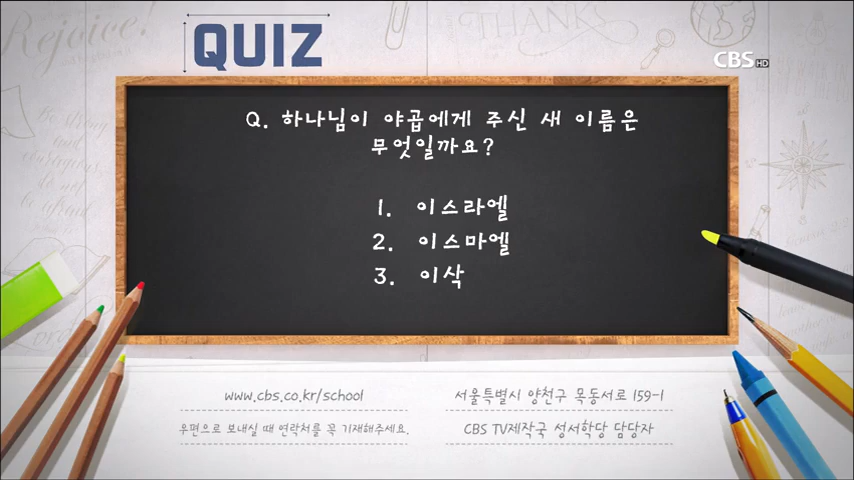 Rejoice!
THANKS
QUIZ
CBS HD
Q. 하나님이 야곱에게 주신 새 이름은
무엇일까요?
1. 이스라엘
2. 이스마엘
3. 이삭
www.cbs.co.kr/school
우편으로 보내실 때 연락처를 꼭 기재해주세요.
서울특별시 양천구 목동서로 159-1
CBS TV제작국 성서학당 담당자